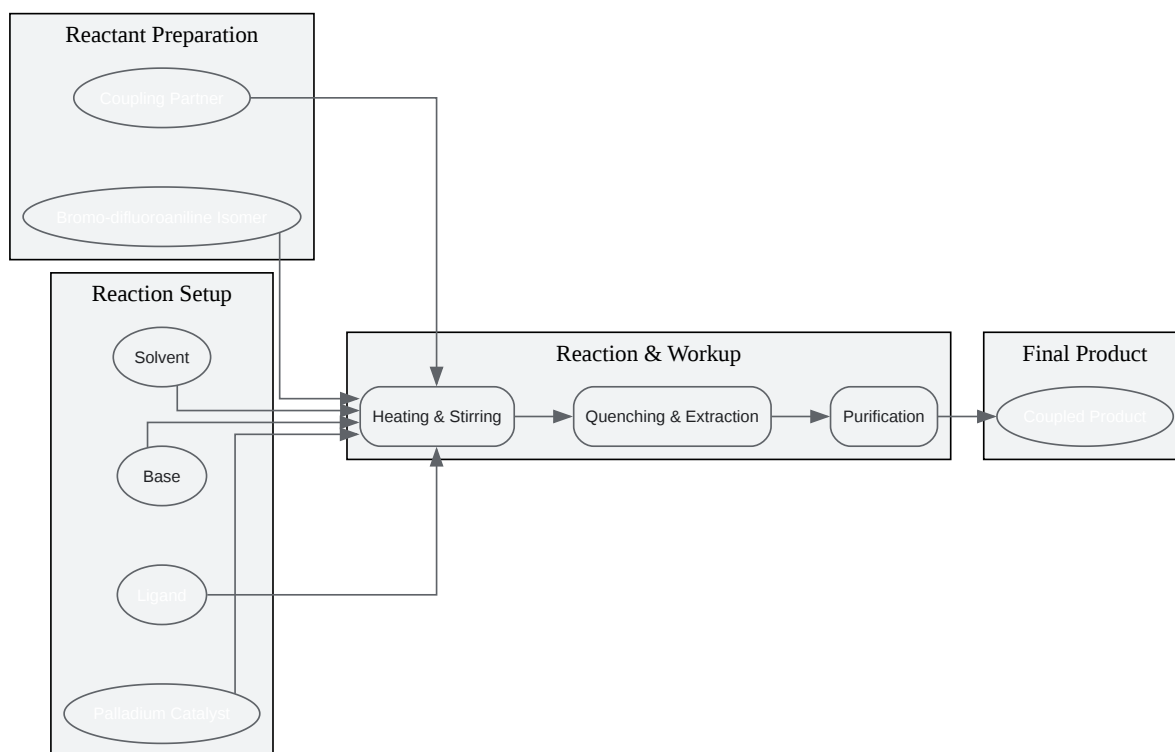 Reactant Preparation
Coupling Partner
Bromo-difluoroaniline Isomer
Reaction Setup
Solvent
Base
Ligand
Palladium Catalyst
Reaction & Workup
Heating & Stirring
Quenching & Extraction
Purification
Final Product
Coupled Product